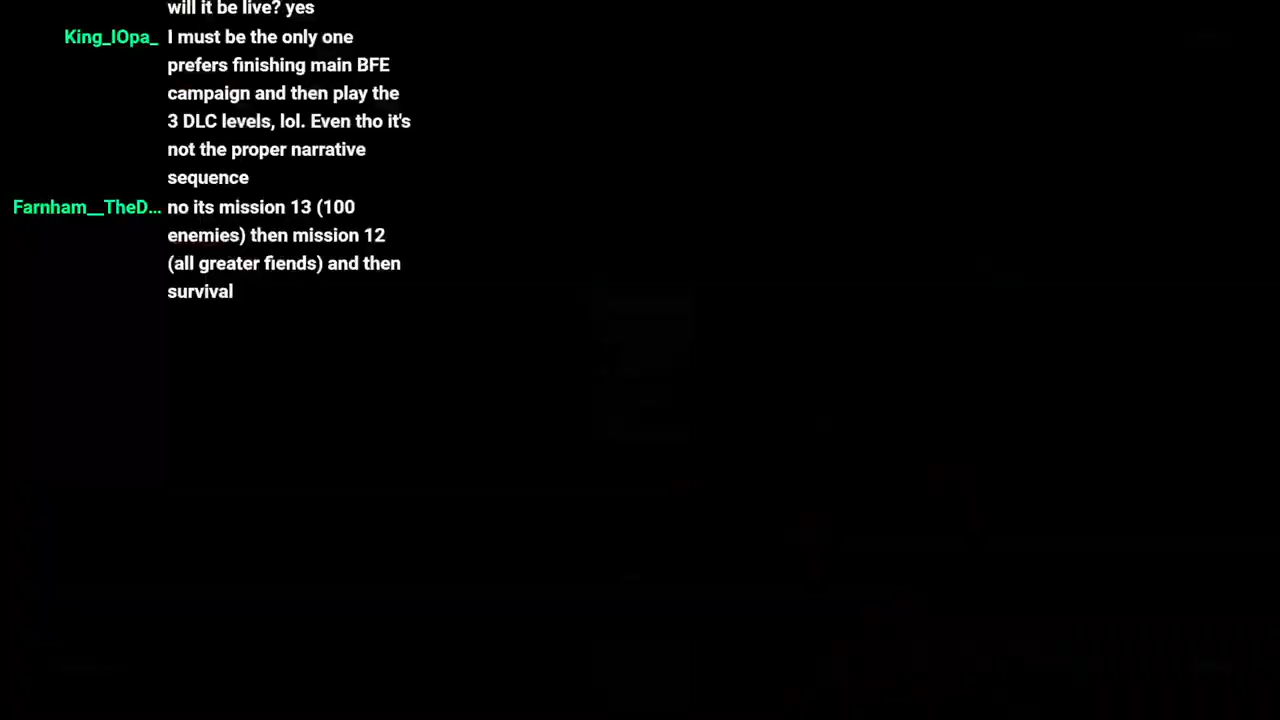 will it be live? yes
King_IOpa_ I must be the only one
prefers finishing main BFE
campaign and then play the
3 DLC levels, lol. Even tho it's
not the proper narrative
sequence
Farnham__TheD... no its mission 13 (100
enemies) then mission 12
(all greater fiends) and then
survival